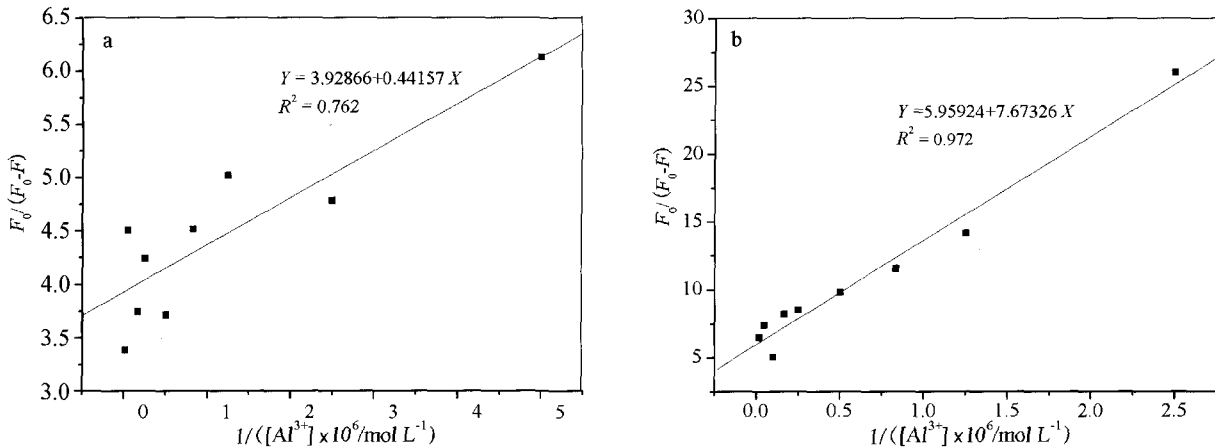 a
Y = 3.92866+0.44157 X
R² = 0.762
6.5
6.0
5.5
5.0
4.5
4.0
3.5
3.0
F₀/(F₀-F)
0 1 2 3 4 5
1/([Al³⁺]×10⁶/mol L⁻¹)
b
Y =5.95924+7.67326 X
R² = 0.972
30
25
20
15
10
5
F₀/(F₀-F)
0.0 0.5 1.0 1.5 2.0 2.5
1/([Al³⁺]×10⁶/mol L⁻¹)